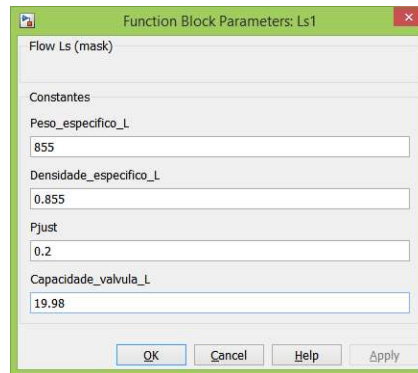 Function Block Parameters: Ls1
Flow Ls (mask)
Constantes
Peso_especifico_L
855
Densidade_especifico_L
0.855
Pjust
0.2
Capacidade_valvula_L
19.98
OK Cancel Help Apply